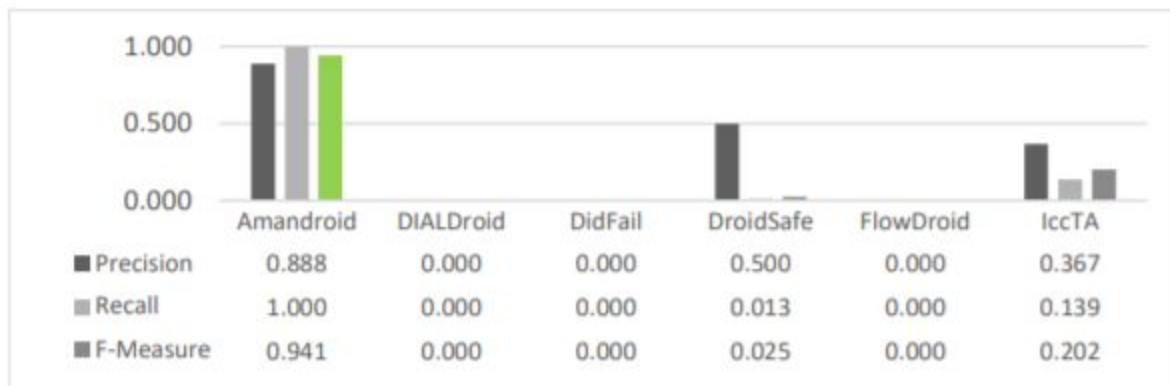 1.000
0.500
0.000
Amandroid DIALDroid DidFail DroidSafe FlowDroid IccTA
Precision 0.888 0.000 0.000 0.500 0.000 0.367
Recall 1.000 0.000 0.000 0.013 0.000 0.139
F-Measure 0.941 0.000 0.000 0.025 0.000 0.202